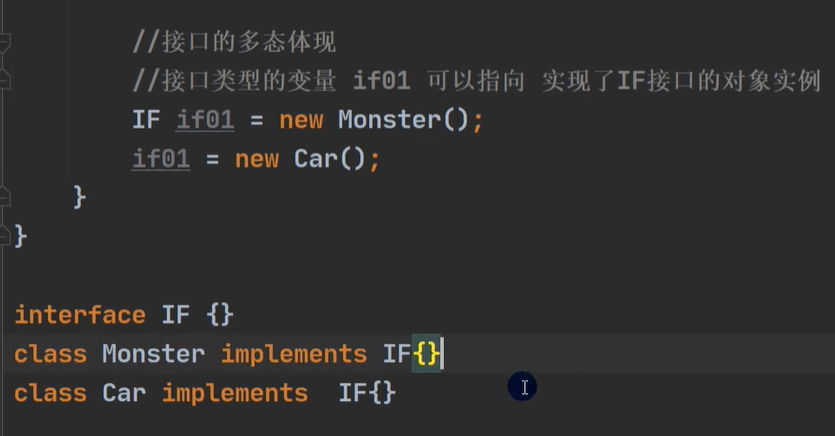 //接口的多态体现
//接口类型的变量 if01 可以指向 实现了IF接口的对象实例
IF if01 = new Monster();
if01 = new Car();
}
}
interface IF {}
class Monster implements IF{}
class Car implements  IF{}